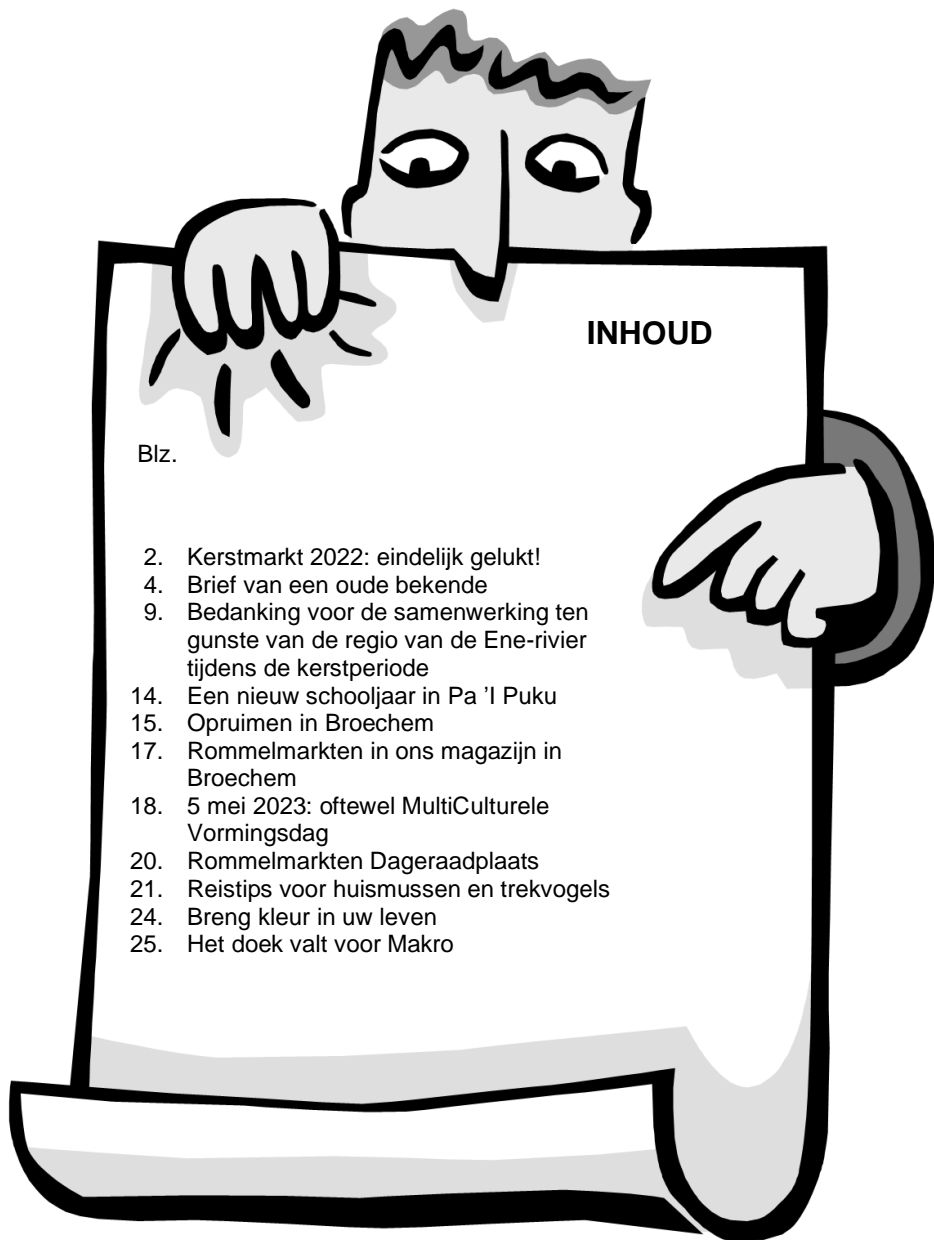 INHOUD
Blz.
2. Kerstmarkt 2022: eindelijk gelukt!
4. Brief van een oude bekende
9. Bedanking voor de samenwerking ten
gunste van de regio van de Ene-rivier
tijdens de kerstperiode
14. Een nieuw schooljaar in Pa ’I Puku
15. Opruimen in Broechem
17. Rommelmarkten in ons magazijn in
Broechem
18. 5 mei 2023: oftewel MultiCulturele
Vormingsdag
20. Rommelmarkten Dageraadplaats
21. Reistips voor huismussen en trekvogels
24. Breng kleur in uw leven
25. Het doek valt voor Makro